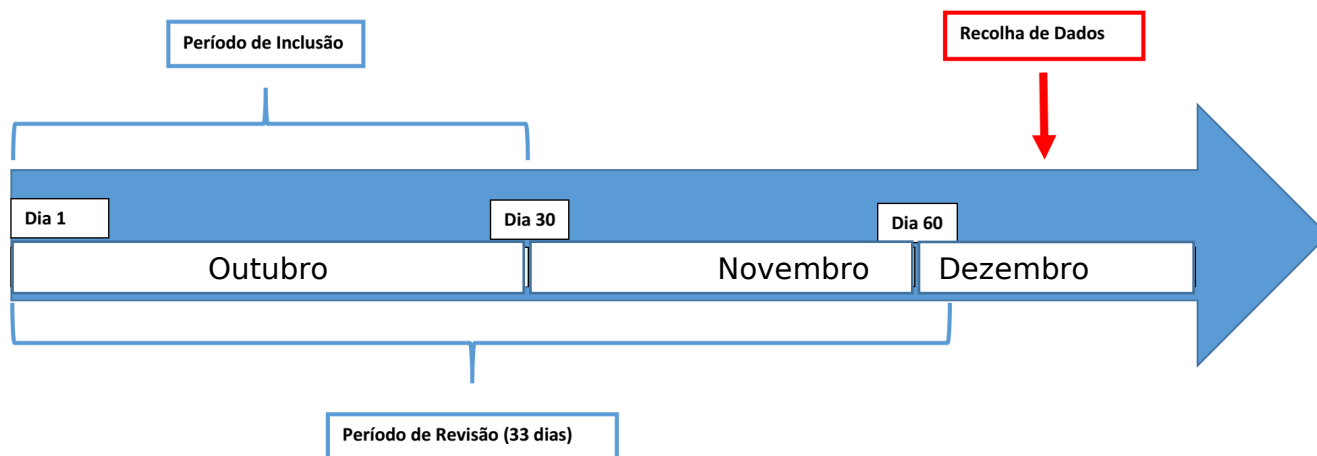 Período de Inclusão
Recolha de Dados
Dia 1
Dia 30
Dia 60
Outubro
Novembro
Dezembro
Período de Revisão (33 dias)